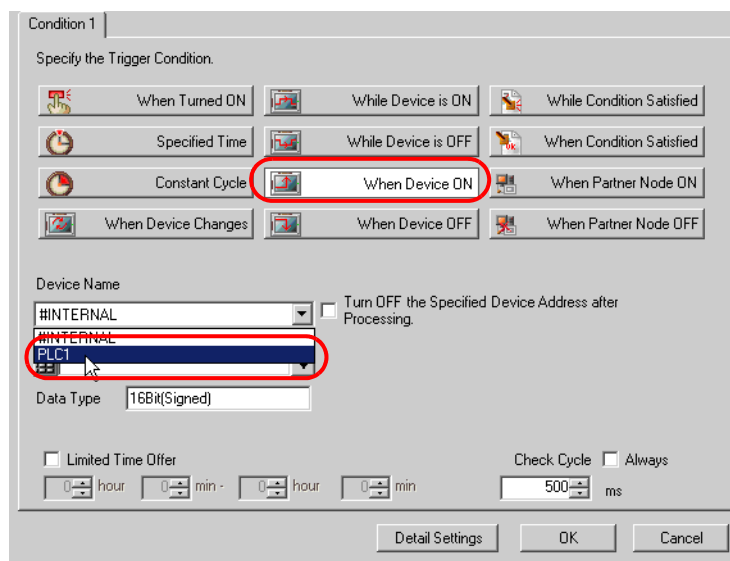 Condition 1
Specify the Trigger Condition.
When Turned ON While Device is ON While Condition Satisfied
Specified Time While Device is OFF When Condition Satisfied
Constant Cycle When Device ON When Partner Node ON
When Device Changes When Device OFF When Partner Node OFF
Device Name
#INTERNAL Turn OFF the Specified Device Address after
Processing.
#INTERNAL
PLC1
Data Type 16Bit(Signed)
Limited Time Offer Check Cycle Always
0 hour 0 min - 0 hour 0 min 500 ms
Detail Settings OK Cancel